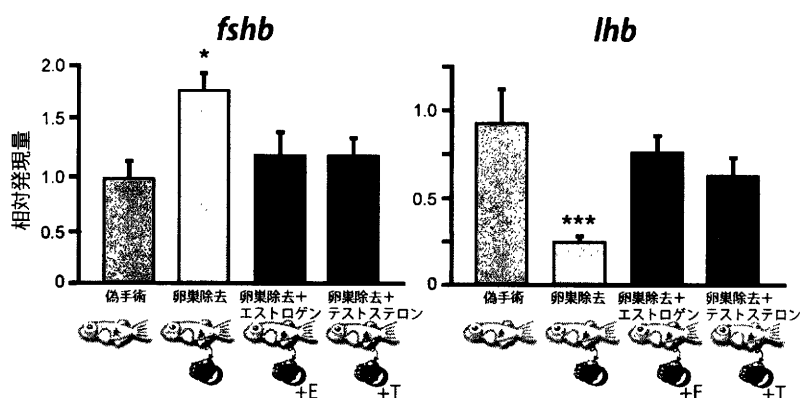 fshb
*
2.0
1.5
1.0
0.5
0
相対発現量
偽手術
卵巣除去
卵巣除去+
エストロゲン
卵巣除去+
テストステロン
+E
+T
lhb
1.0
0.5
0
***
偽手術
卵巣除去
卵巣除去+
エストロゲン
卵巣除去+
テストステロン
+E
+T